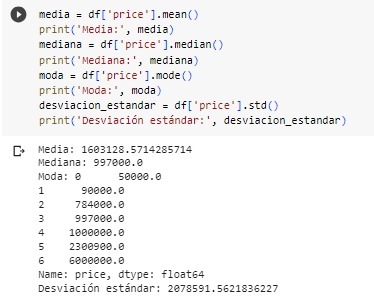 media = df['price'].mean()
print('Media:', media)
mediana = df['price'].median()
print('Mediana:', mediana)
moda = df['price'].mode()
print('Moda:', moda)
desviacion_estandar = df['price'].std()
print('Desviación estándar:', desviacion_estandar)
Media: 1603128.5714285714
Mediana: 997000.0
Moda: 0 50000.0
1 90000.0
2 784000.0
3 997000.0
4 1000000.0
5 2300900.0
6 6000000.0
Name: price, dtype: float64
Desviación estándar: 2078591.5621836227